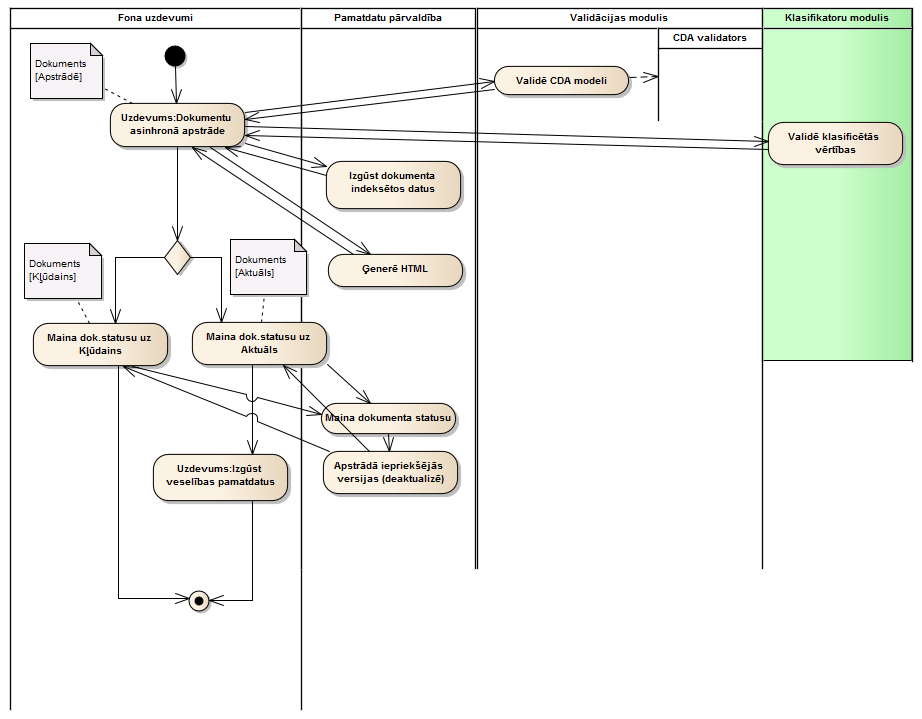 Fona uzdevumi
Pamatdatu pārvaldība
Validācijas modulis
Klasifikatoru modulis
CDA validators
Dokuments
[Apstrādē]
Uzdevums:Dokumentu
asinhronā apstrāde
Validē CDA modeli
Validē klasificētās
vērtības
Izgūst dokumenta
indeksētos datus
Ģenerē HTML
Dokuments
[Kļūdains]
Dokuments
[Aktuāls]
Maina dok.statusu uz
Kļūdains
Maina dok.statusu uz
Aktuāls
Maina dokumenta statusu
Apstrādā iepriekšējās
versijas (deaktualizē)
Uzdevums:Izgūst
veselības pamatdatus